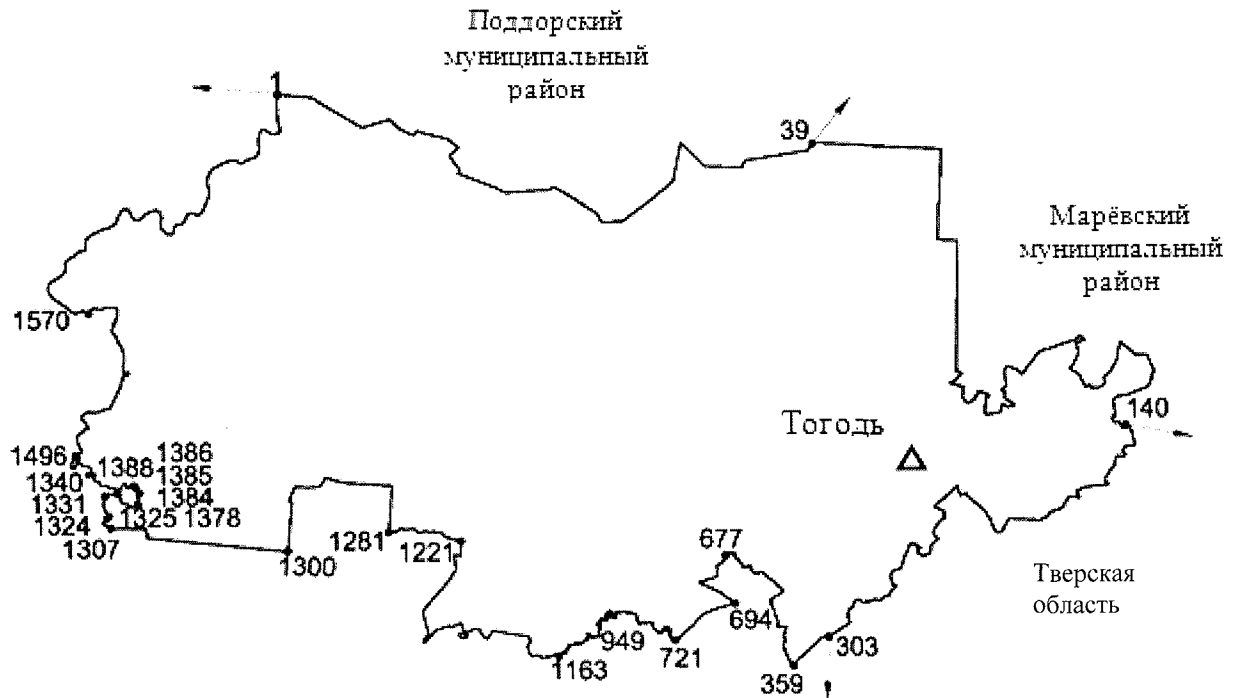 Поддорский
муниципальный
район
1
39
Марёвский
муниципальный
район
1570
140
Тогодь
1496
1386
1388
1340
1385
1331
1384
1324
1325
1378
1307
1281
1221
1300
677
Тверская
область
694
303
949
721
1163
359